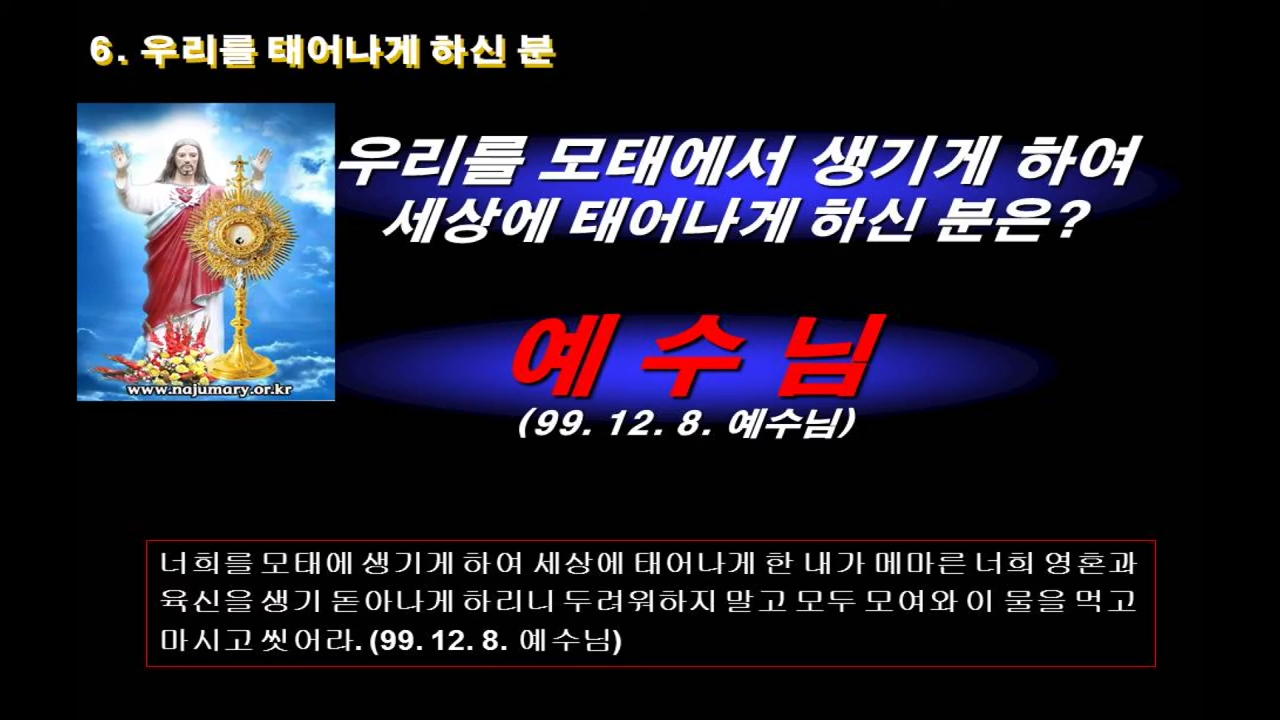 6. 우리를 태어나게 하신 분
우리를 모태에서 생기게 하여
세상에 태어나게 하신 분은?
예 수 님
(99. 12. 8. 예수님)
www.najumary.or.kr
너희를 모태에 생기게 하여 세상에 태어나게 한 내가 메마른 너희 영혼과
육신을 생기 돋아나게 하리니 두려워하지 말고 모두 모여와 이 물을 먹고
마시고 씻어라. (99. 12. 8. 예수님)